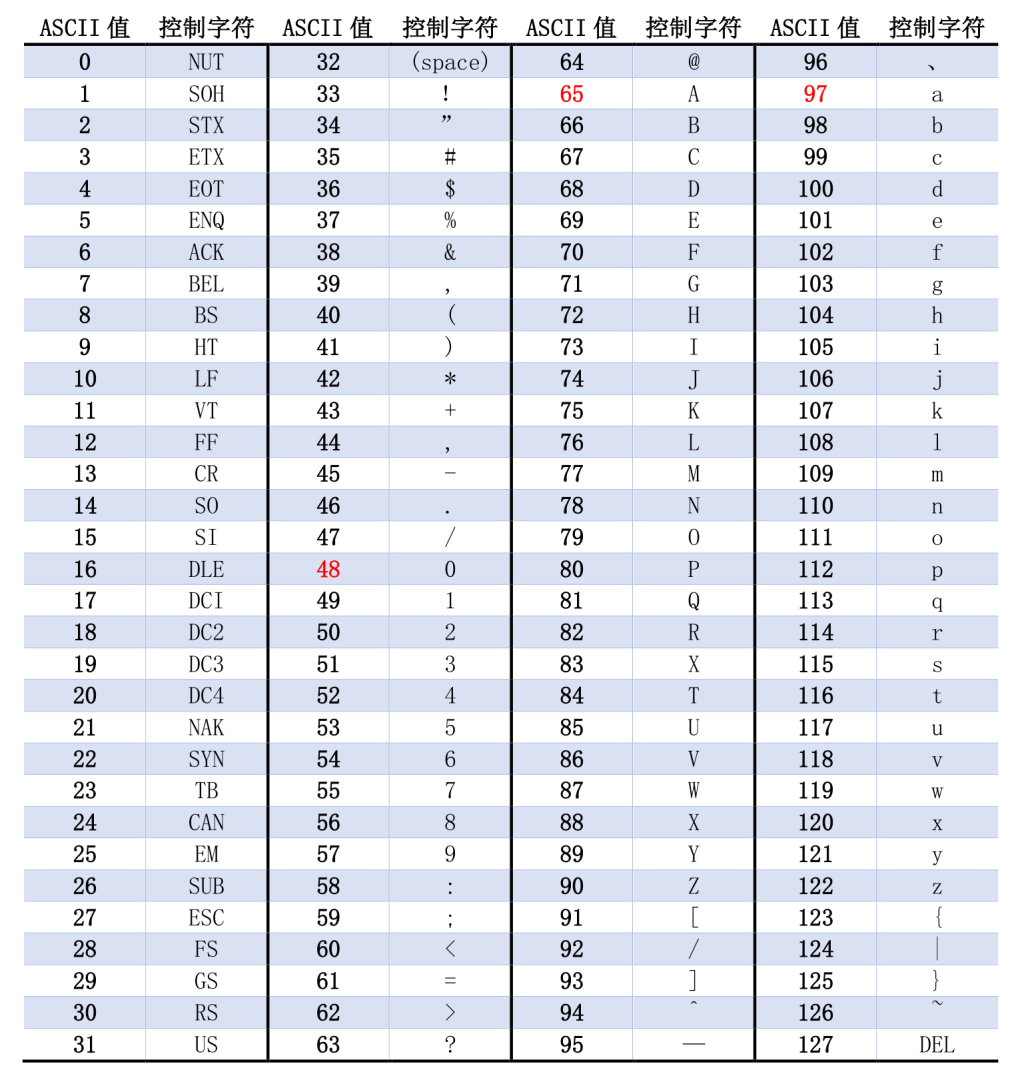 ASCII 值 控制字符 ASCII 值 控制字符 ASCII 值 控制字符 ASCII 值 控制字符
0 NUT 32 (space) 64 @ 96 、
1 SOH 33 ! 65 A 97 a
2 STX 34 ” 66 B 98 b
3 ETX 35 # 67 C 99 c
4 EOT 36 $ 68 D 100 d
5 ENQ 37 % 69 E 101 e
6 ACK 38 & 70 F 102 f
7 BEL 39 , 71 G 103 g
8 BS 40 ( 72 H 104 h
9 HT 41 ) 73 I 105 i
10 LF 42 * 74 J 106 j
11 VT 43 + 75 K 107 k
12 FF 44 , 76 L 108 l
13 CR 45 - 77 M 109 m
14 SO 46 . 78 N 110 n
15 SI 47 / 79 O 111 o
16 DLE 48 0 80 P 112 p
17 DCI 49 1 81 Q 113 q
18 DC2 50 2 82 R 114 r
19 DC3 51 3 83 X 115 s
20 DC4 52 4 84 T 116 t
21 NAK 53 5 85 U 117 u
22 SYN 54 6 86 V 118 v
23 TB 55 7 87 W 119 w
24 CAN 56 8 88 X 120 x
25 EM 57 9 89 Y 121 y
26 SUB 58 : 90 Z 122 z
27 ESC 59 ; 91 [ 123 {
28 FS 60 < 92 / 124 |
29 GS 61 = 93 ] 125 }
30 RS 62 > 94 ^ 126 ~
31 US 63 ? 95 — 127 DEL